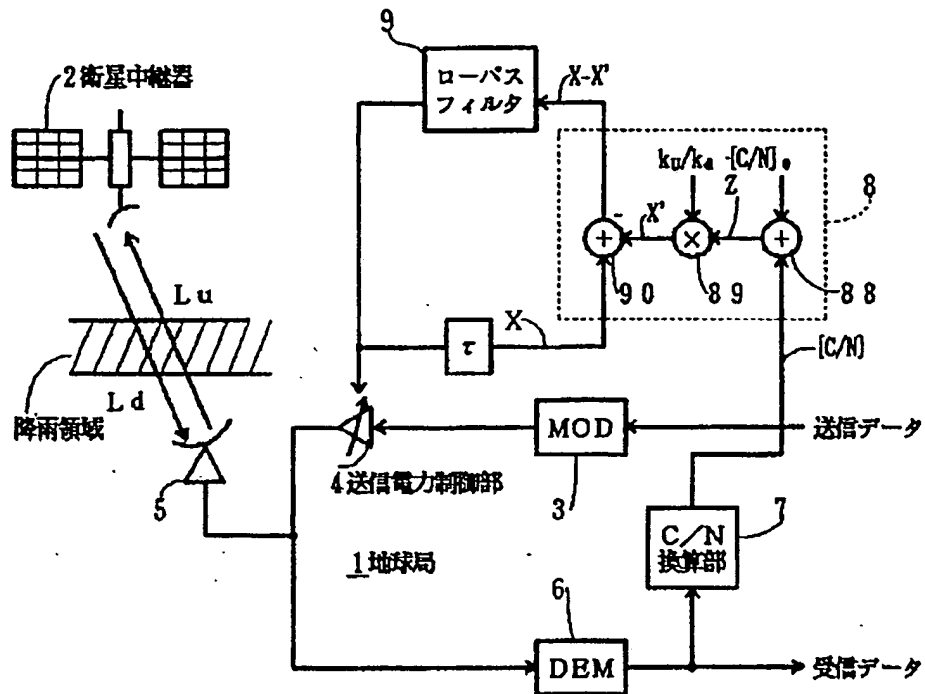 9
2衛星中継器
ローパス
フィルタ
X-X'
kU/kd
-[C/N]。
8
-
X'
Z
+
×
+
90
89
88
Lu
X
τ
[C/N]
Ld
降雨領域
MOD
送信データ
4送信電力制御部
3
5
7
C/N
換算部
1地球局
6
DEM
受信データ